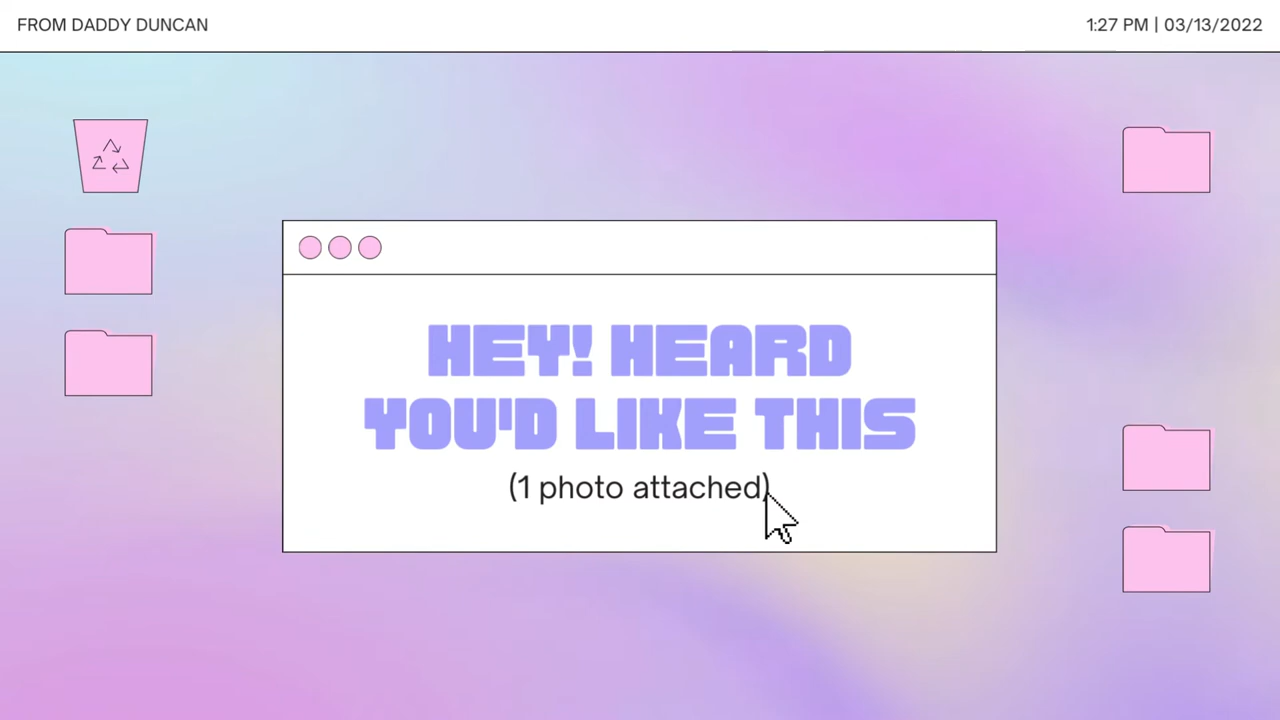 FROM DADDY DUNCAN
1:27 PM | 03/13/2022
HEY! HEARD
YOU'D LIKE THIS
(1 photo attached)